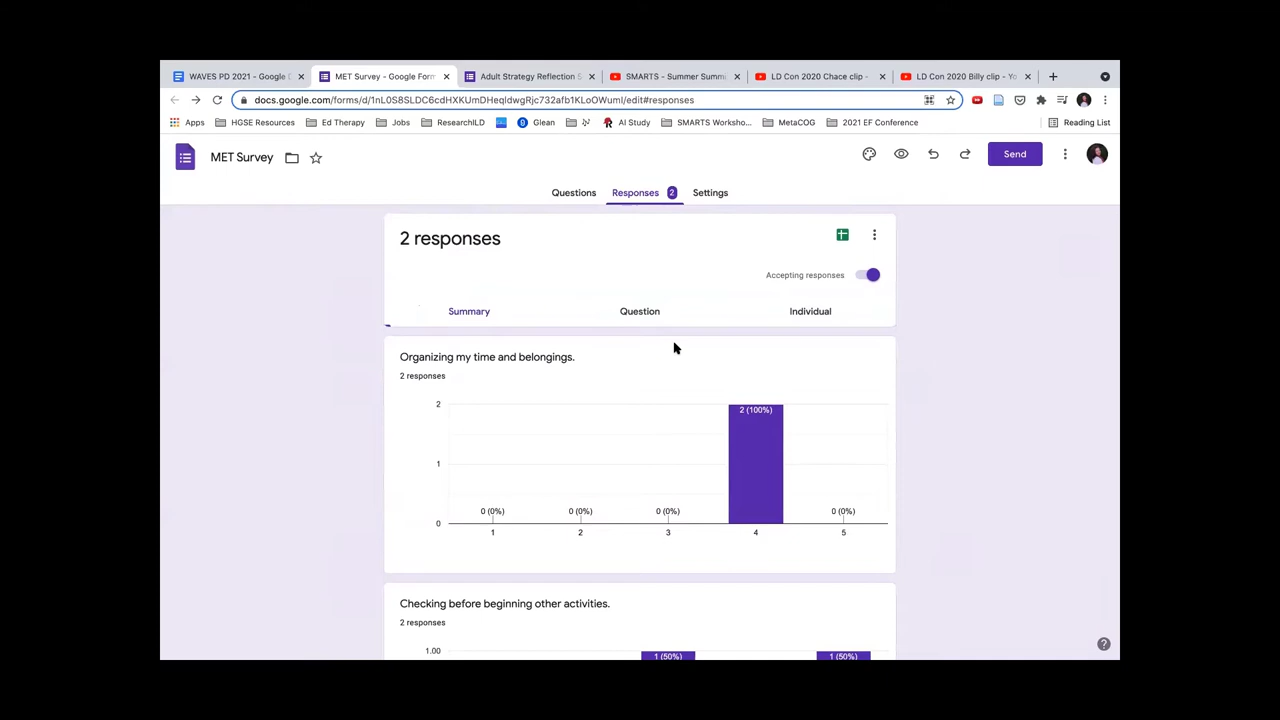 WAVES PD 2021 - Google
MET Survey - Google Form
Adult Strategy Reflection S
SMARTS - Summer Summi
LD Con 2020 Chace clip -
LD Con 2020 Billy clip - Yo
docs.google.com/forms/d/1nL0S8SLDC6cdHXKUmDHeqldwgRjc732afb1KLoOWumI/edit#responses
Apps
HGSE Resources
Ed Therapy
Jobs
ResearchILD
Glean
AI Study
SMARTS Worksho...
MetaCOG
2021 EF Conference
Reading List
MET Survey
Send
Questions
Responses 2
Settings
2 responses
Accepting responses
Summary
Question
Individual
Organizing my time and belongings.
2 responses
2
2 (100%)
1
0 (0%)
0 (0%)
0 (0%)
0 (0%)
0
1
2
3
4
5
Checking before beginning other activities.
2 responses
1.00
1 (50%)
1 (50%)